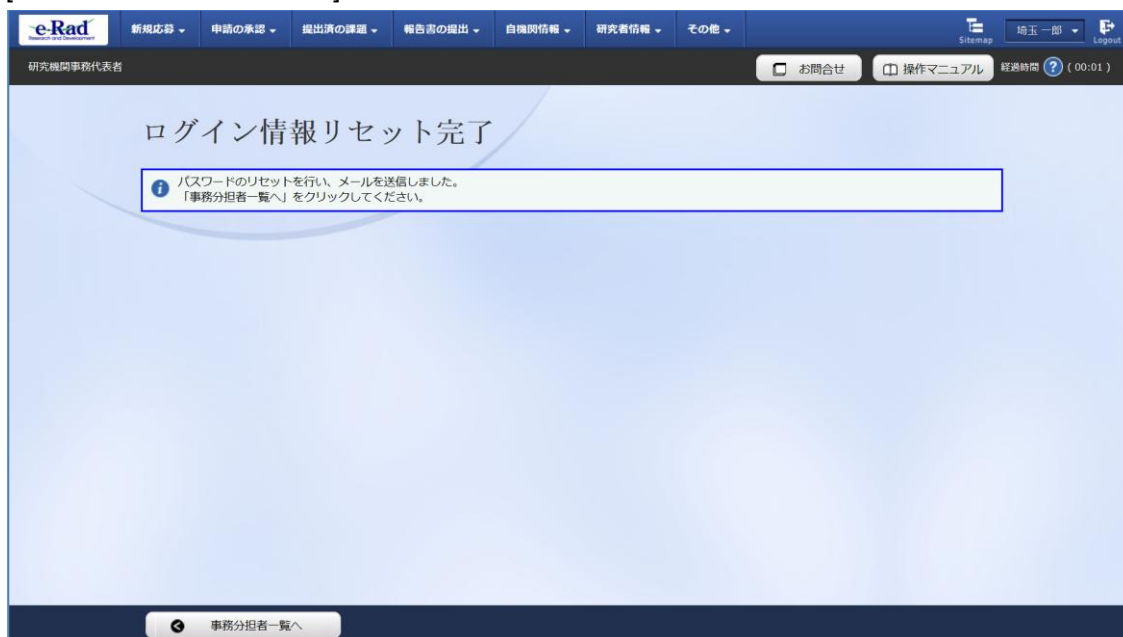 e-Rad
Research and Development
新規応募
申請の承認
提出済の課題
報告書の提出
自機関情報
研究者情報
その他
Sitemap
埼玉 一郎
Logout
研究機関事務代表者
お問合せ
操作マニュアル
経過時間 ? ( 00:01 )
ログイン情報リセット完了
パスワードのリセットを行い、メールを送信しました。
「事務分担者一覧へ」をクリックしてください。
事務分担者一覧へ